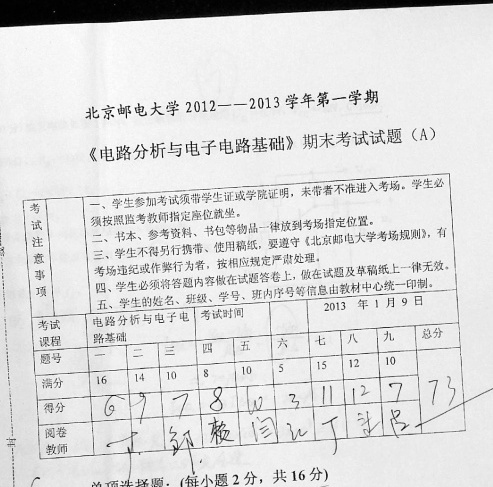 北京邮电大学 2012——2013 学年第一学期
《电路分析与电子电路基础》期末考试试题（A）
考试注意事项
一、学生参加考试须带学生证或学院证明，未带者不准进入考场。学生必
须按照监考教师指定座位就坐。
二、书本、参考资料、书包等物品一律放到考场指定位置。
三、学生不得另行携带、使用稿纸，要遵守《北京邮电大学考场规则》，有
考场违纪或作弊行为者，按相应规定严肃处理。
四、学生必须将答题内容做在试题答卷上，做在试题及草稿纸上一律无效。
五、学生的姓名、班级、学号、班内序号等信息由教材中心统一印制。
考试课程 电路分析与电子电路基础 考试时间 2013 年 1 月 9 日
题号 一 二 三 四 五 六 七 八 九 总分
满分 16 14 10 8 10 5 15 12 10
得分 6 9 7 8 10 3 11 12 7 73
阅卷教师
单项选择题：(每小题 2 分，共 16 分)